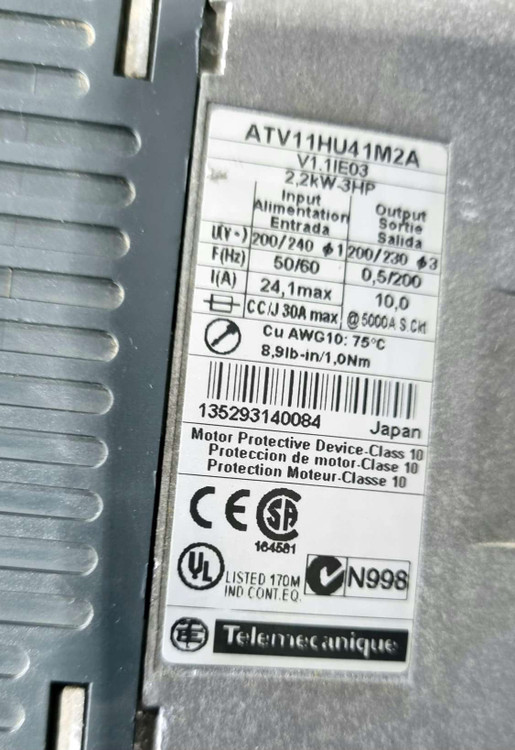 ATV11HU41M2A
V1.1IE03
2,2kW-3HP
Input Output
Alimentation Sortie
Entrada Salida
U(V~) 200/240 ϕ1 200/230 ϕ3
F(Hz) 50/60 0,5/200
I(A) 24,1max 10,0
CC/J 30A max @5000A S.Ckt
Cu AWG10: 75°C
8,9lb-in/1,0Nm
135293140084 Japan
Motor Protective Device-Class 10
Proteccion de motor-Clase 10
Protection Moteur-Classe 10
CE SA
164581
UL LISTED 170M N998
IND CONT.EQ.
TE Telemecanique